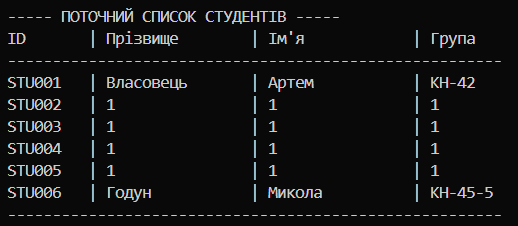 ----- ПОТОЧНИЙ СПИСОК СТУДЕНТІВ -----
ID       | Прізвище        | Ім'я            | Група
-------------------------------------------------------
STU001   | Власовець       | Артем           | КН-42
STU002   | 1               | 1               | 1
STU003   | 1               | 1               | 1
STU004   | 1               | 1               | 1
STU005   | 1               | 1               | 1
STU006   | Годун           | Микола          | КН-45-5
-------------------------------------------------------